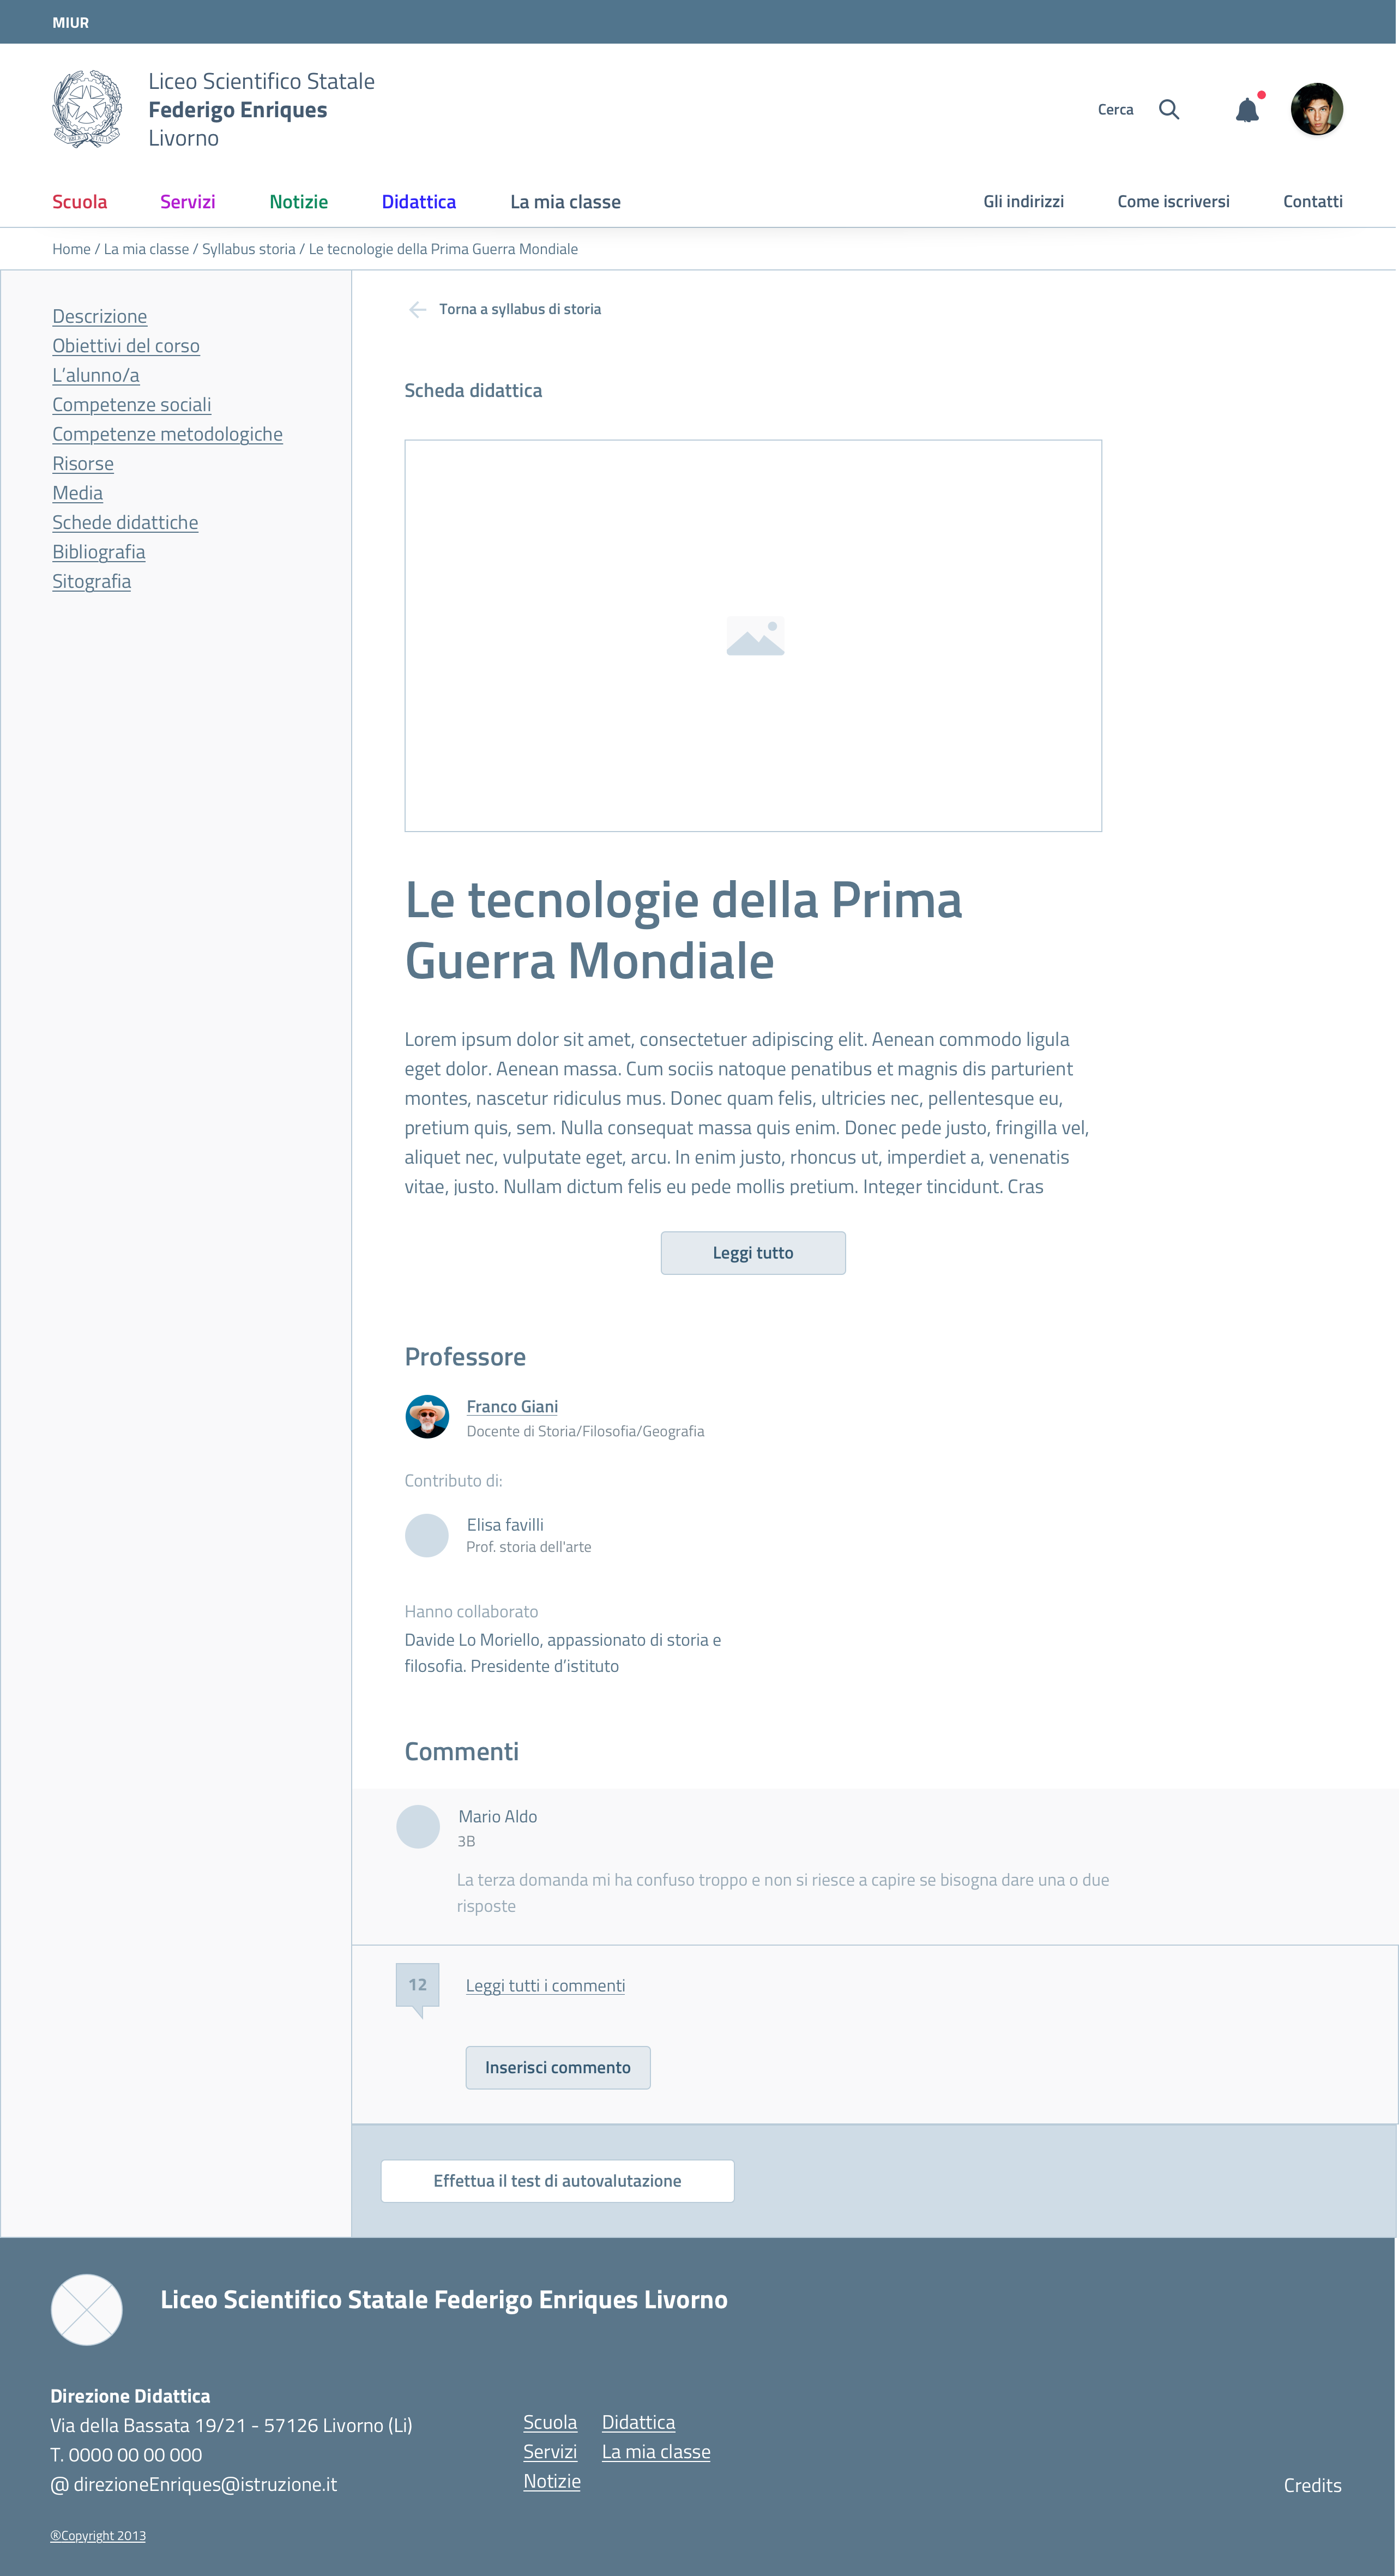 MIUR
Liceo Scientifico Statale
Federigo Enriques
Livorno
Cerca
Scuola
Servizi
Notizie
Didattica
La mia classe
Gli indirizzi
Come iscriversi
Contatti
Home / La mia classe / Syllabus storia / Le tecnologie della Prima Guerra Mondiale
Descrizione
Obiettivi del corso
L’alunno/a
Competenze sociali
Competenze metodologiche
Risorse
Media
Schede didattiche
Bibliografia
Sitografia
Torna a syllabus di storia
Scheda didattica
Le tecnologie della Prima
Guerra Mondiale
Lorem ipsum dolor sit amet, consectetuer adipiscing elit. Aenean commodo ligula
eget dolor. Aenean massa. Cum sociis natoque penatibus et magnis dis parturient
montes, nascetur ridiculus mus. Donec quam felis, ultricies nec, pellentesque eu,
pretium quis, sem. Nulla consequat massa quis enim. Donec pede justo, fringilla vel,
aliquet nec, vulputate eget, arcu. In enim justo, rhoncus ut, imperdiet a, venenatis
vitae, justo. Nullam dictum felis eu pede mollis pretium. Integer tincidunt. Cras
Leggi tutto
Professore
Franco Giani
Docente di Storia/Filosofia/Geografia
Contributo di:
Elisa favilli
Prof. storia dell'arte
Hanno collaborato
Davide Lo Moriello, appassionato di storia e
filosofia. Presidente d’istituto
Commenti
Mario Aldo
3B
La terza domanda mi ha confuso troppo e non si riesce a capire se bisogna dare una o due
risposte
12
Leggi tutti i commenti
Inserisci commento
Effettua il test di autovalutazione
Liceo Scientifico Statale Federigo Enriques Livorno
Direzione Didattica
Via della Bassata 19/21 - 57126 Livorno (Li)
T. 0000 00 00 000
@ direzioneEnriques@istruzione.it
Scuola
Servizi
Notizie
Didattica
La mia classe
Credits
®Copyright 2013